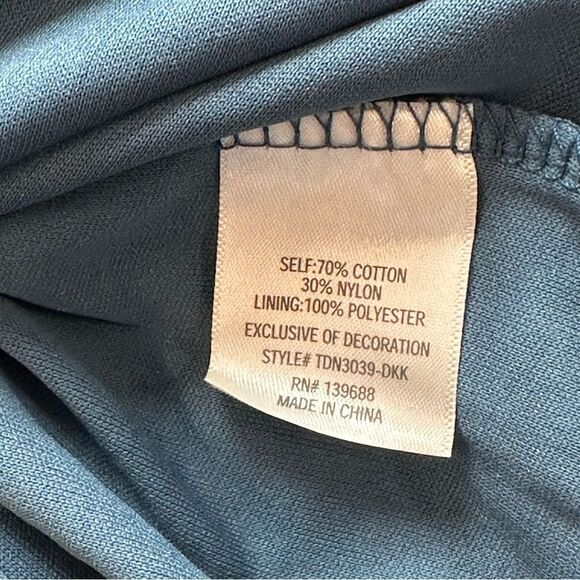 SELF:70% COTTON
30% NYLON
LINING:100% POLYESTER
EXCLUSIVE OF DECORATION
STYLE# TDN3039-DKK
RN# 139688
MADE IN CHINA